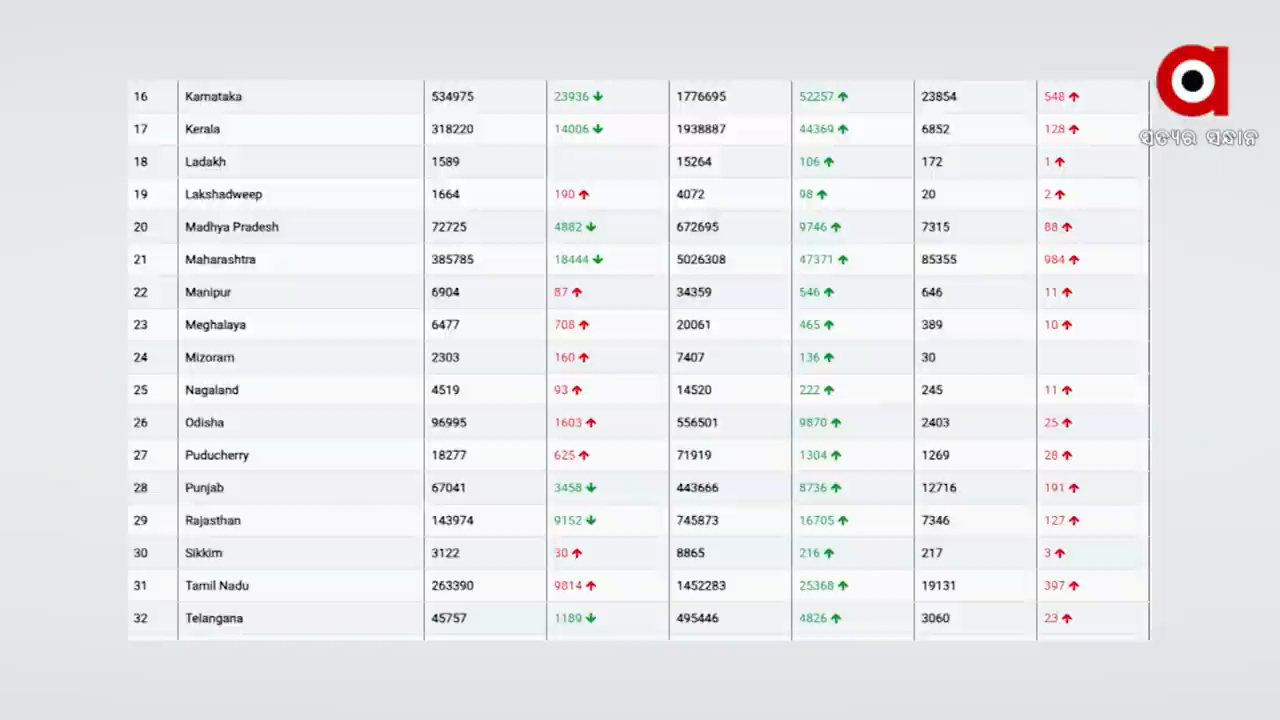 16 Karnataka 534975 23936 ↓ 1776695 52257 ↑ 23854 548 ↑
17 Kerala 318220 14006 ↓ 1938887 44369 ↑ 6852 128 ↑
18 Ladakh 1589 15264 106 ↑ 172 1 ↑
19 Lakshadweep 1664 190 ↑ 4072 98 ↑ 20 2 ↑
20 Madhya Pradesh 72725 4882 ↓ 672695 9746 ↑ 7315 88 ↑
21 Maharashtra 385785 18444 ↓ 5026308 47371 ↑ 85355 984 ↑
22 Manipur 6904 87 ↑ 34359 546 ↑ 646 11 ↑
23 Meghalaya 6477 708 ↑ 20061 465 ↑ 389 10 ↑
24 Mizoram 2303 160 ↑ 7407 136 ↑ 30
25 Nagaland 4519 93 ↑ 14520 222 ↑ 245 11 ↑
26 Odisha 96995 1603 ↑ 556501 9870 ↑ 2403 25 ↑
27 Puducherry 18277 625 ↑ 71919 1304 ↑ 1269 28 ↑
28 Punjab 67041 3458 ↓ 443666 8736 ↑ 12716 191 ↑
29 Rajasthan 143974 9152 ↓ 745873 16705 ↑ 7346 127 ↑
30 Sikkim 3122 30 ↑ 8865 216 ↑ 217 3 ↑
31 Tamil Nadu 263390 9814 ↑ 1452283 25368 ↑ 19131 397 ↑
32 Telangana 45757 1189 ↓ 495446 4826 ↑ 3060 23 ↑
a
ସତ୍ୟର ସନ୍ଧାନ